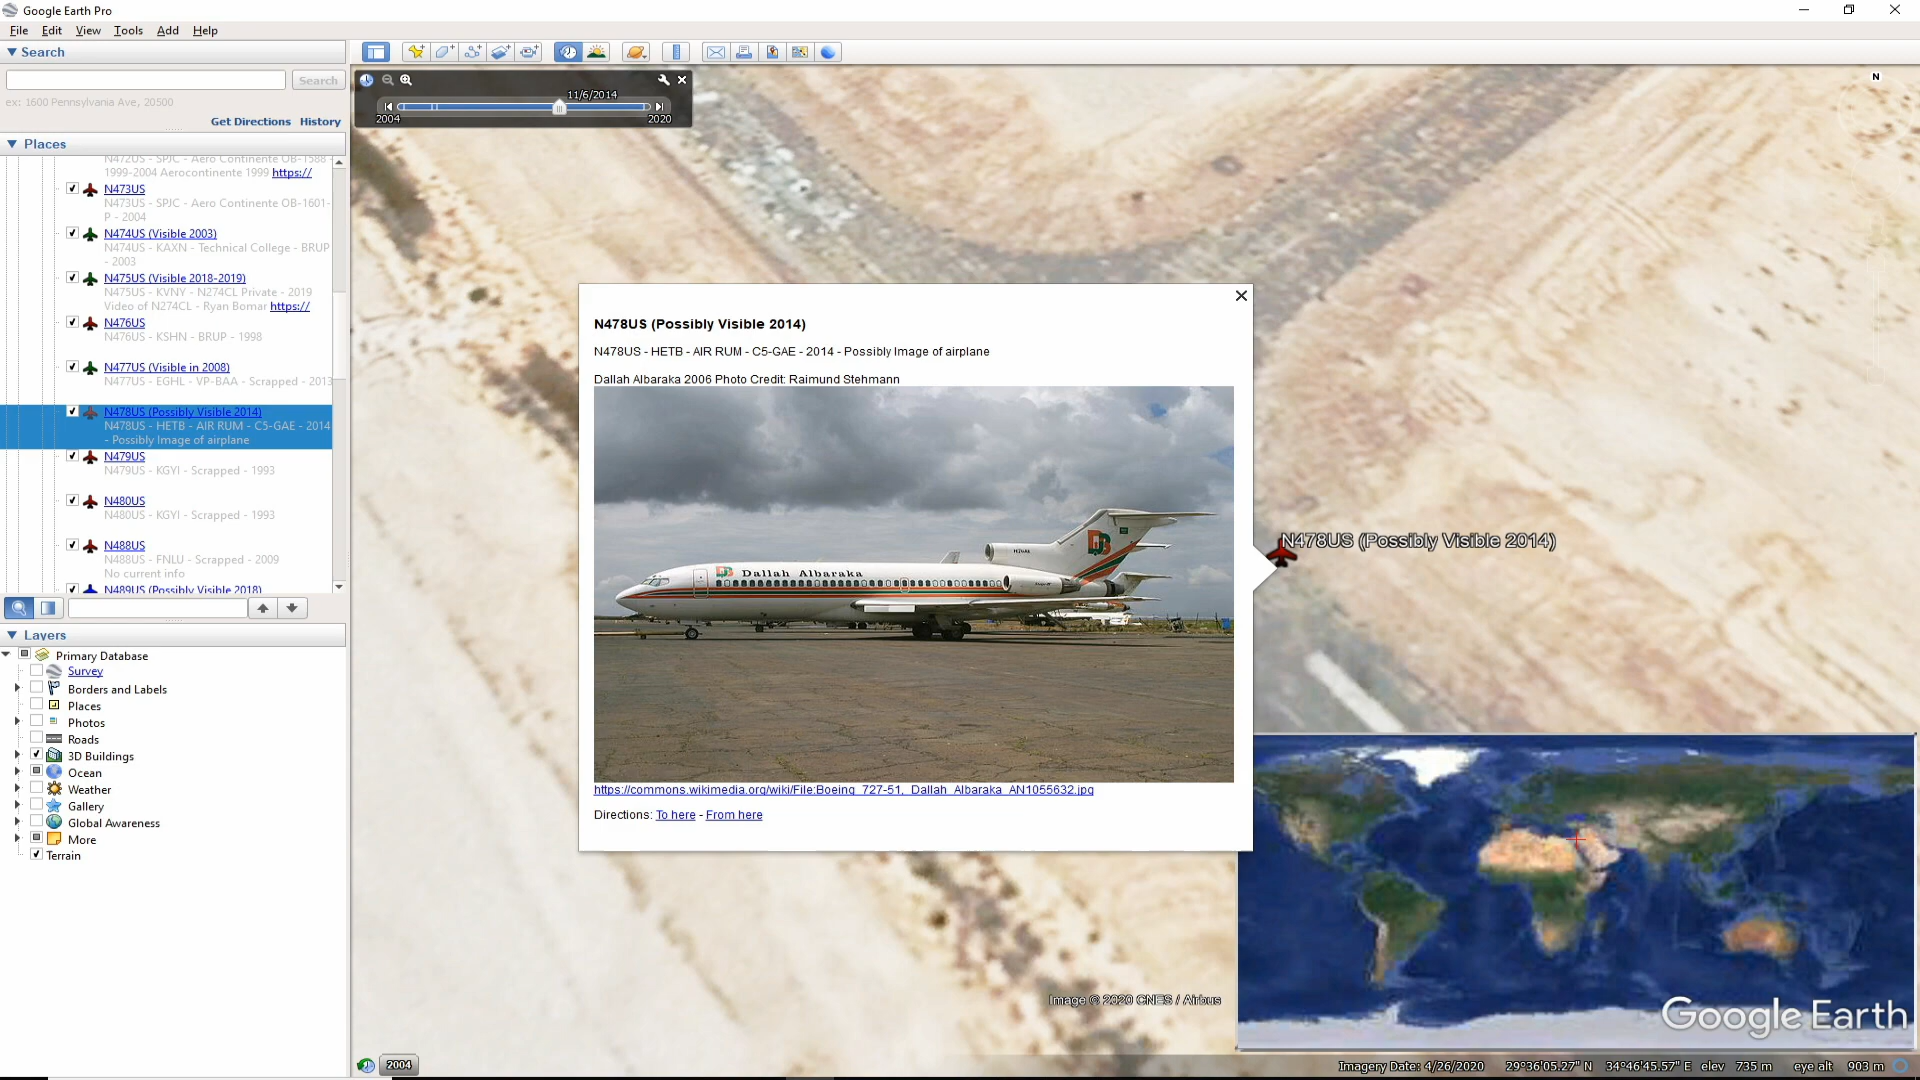 Google Earth Pro
File Edit View Tools Add Help
Search
Search
ex: 1600 Pennsylvania Ave, 20500
Get Directions History
Places
N472US - SPJC - Aero Continente OB-1588 -
1999-2004 Aerocontinente 1999 https://
N473US
N473US - SPJC - Aero Continente OB-1601-
P - 2004
N474US (Visible 2003)
N474US - KAXN - Technical College - BRUP
- 2003
N475US (Visible 2018-2019)
N475US - KVNY - N274CL Private - 2019
Video of N274CL - Ryan Bomar https://
N476US
N476US - KSHN - BRUP - 1998
N477US (Visible in 2008)
N477US - EGHL - VP-BAA - Scrapped - 2013
N478US (Possibly Visible 2014)
N478US - HETB - AIR RUM - C5-GAE - 2014
- Possibly Image of airplane
N479US
N479US - KGYI - Scrapped - 1993
N480US
N480US - KGYI - Scrapped - 1993
N488US
N488US - FNLU - Scrapped - 2009
No current info
N489US (Possibly Visible 2018)
Layers
Primary Database
Survey
Borders and Labels
Places
Photos
Roads
3D Buildings
Ocean
Weather
Gallery
Global Awareness
More
Terrain
11/6/2014
2004
2020
N
N478US (Possibly Visible 2014)
N478US - HETB - AIR RUM - C5-GAE - 2014 - Possibly Image of airplane
Dallah Albaraka 2006 Photo Credit: Raimund Stehmann
Dallah Albaraka
https://commons.wikimedia.org/wiki/File:Boeing_727-51,_Dallah_Albaraka_AN1055632.jpg
Directions: To here - From here
N478US (Possibly Visible 2014)
Image © 2020 CNES / Airbus
Google Earth
2004
Imagery Date: 4/26/2020 29°36'05.27" N 34°46'45.57" E elev 735 m eye alt 903 m